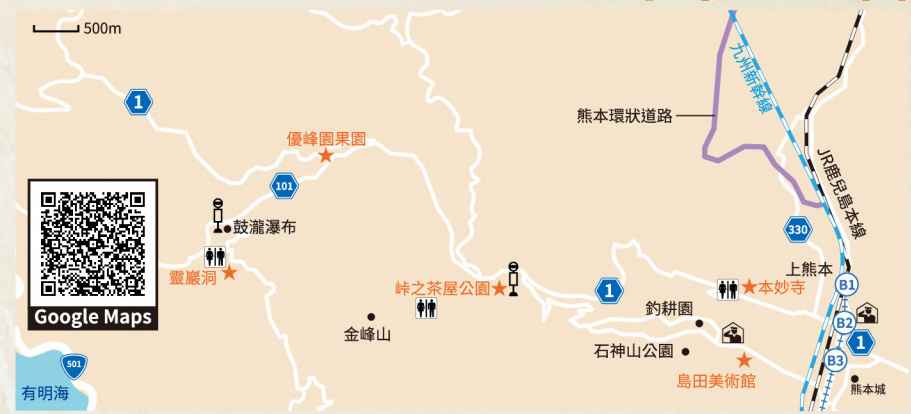 500m
九州新幹線
1
熊本環狀道路
優峰園果園
JR鹿兒島本線
101
鼓瀧瀑布
330
靈巖洞
上熊本
峠之茶屋公園
1
本妙寺
B1
Google Maps
釣耕園
金峰山
B2
石神山公園
1
B3
501
島田美術館
有明海
熊本城